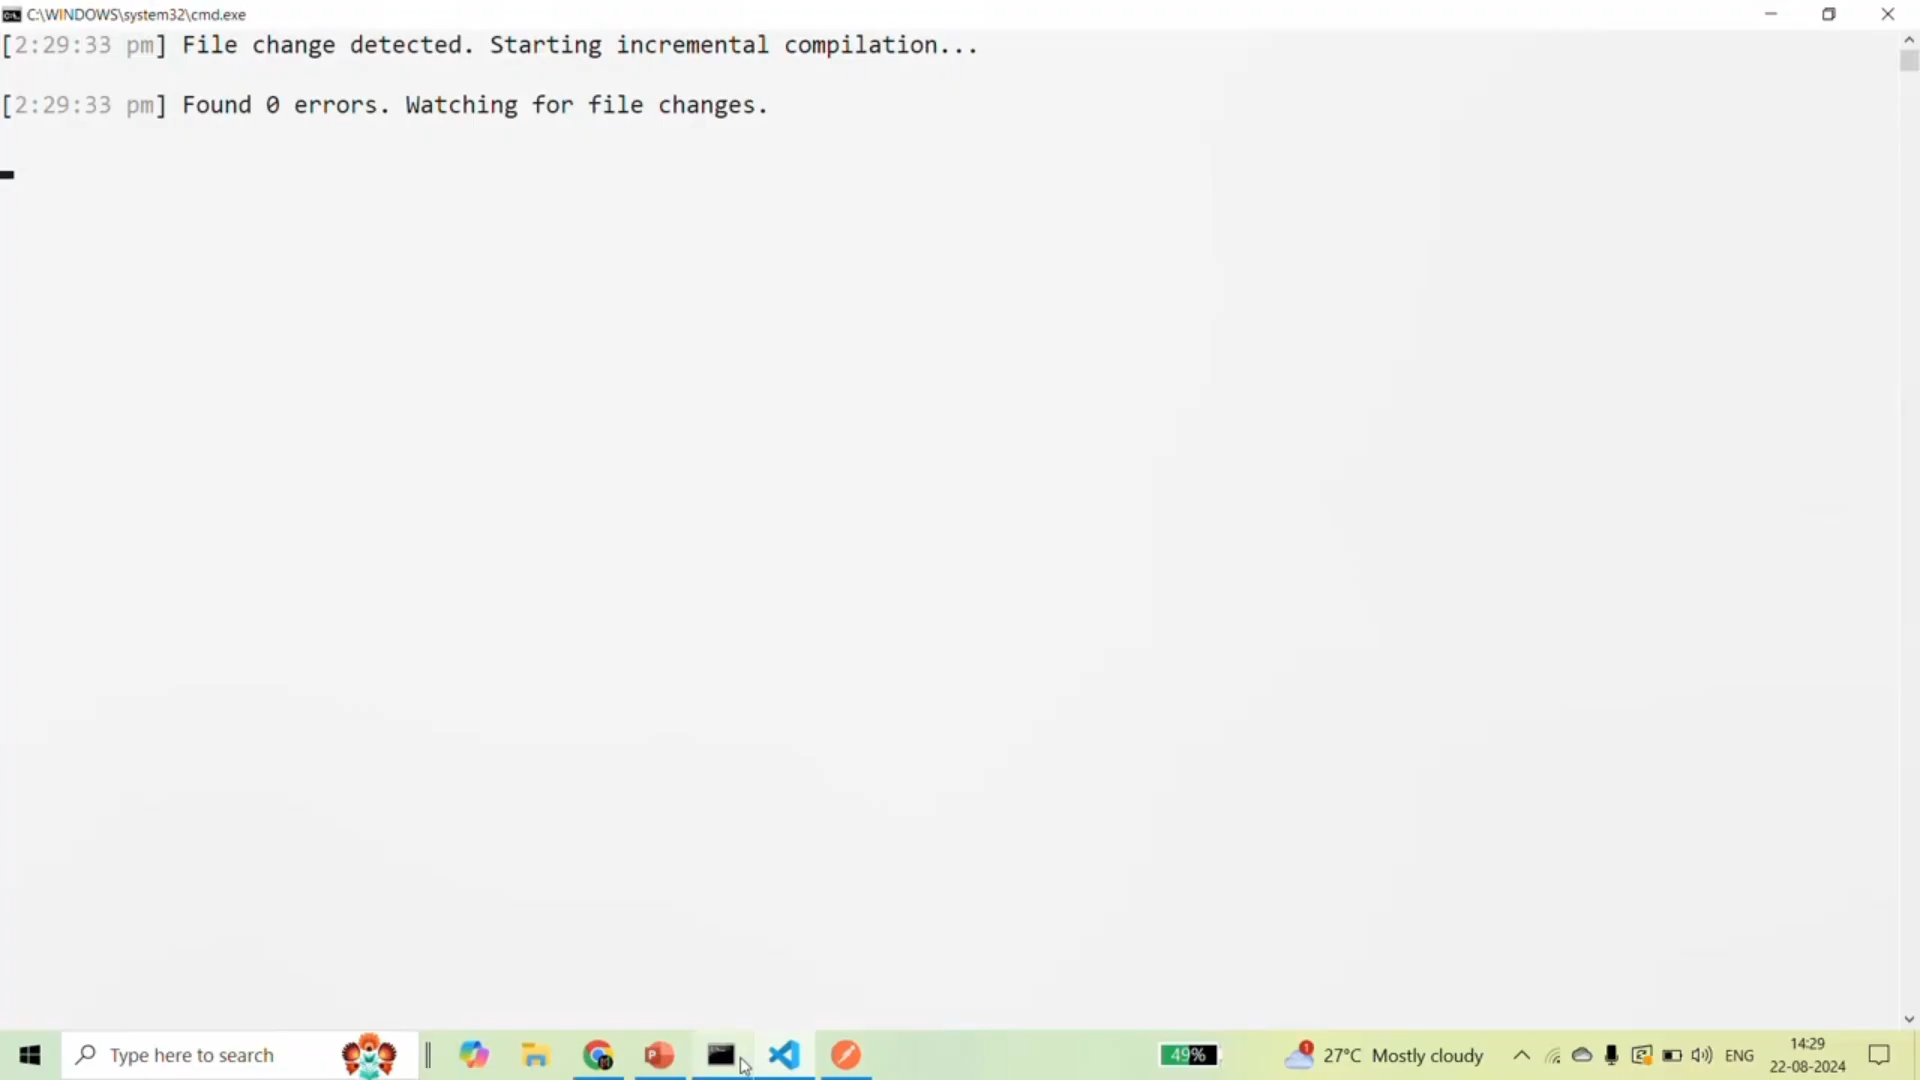 C:\WINDOWS\system32\cmd.exe
[2:29:33 pm] File change detected. Starting incremental compilation...
[2:29:33 pm] Found 0 errors. Watching for file changes.
Type here to search
49%
1
27°C Mostly cloudy
ENG
14:29
22-08-2024